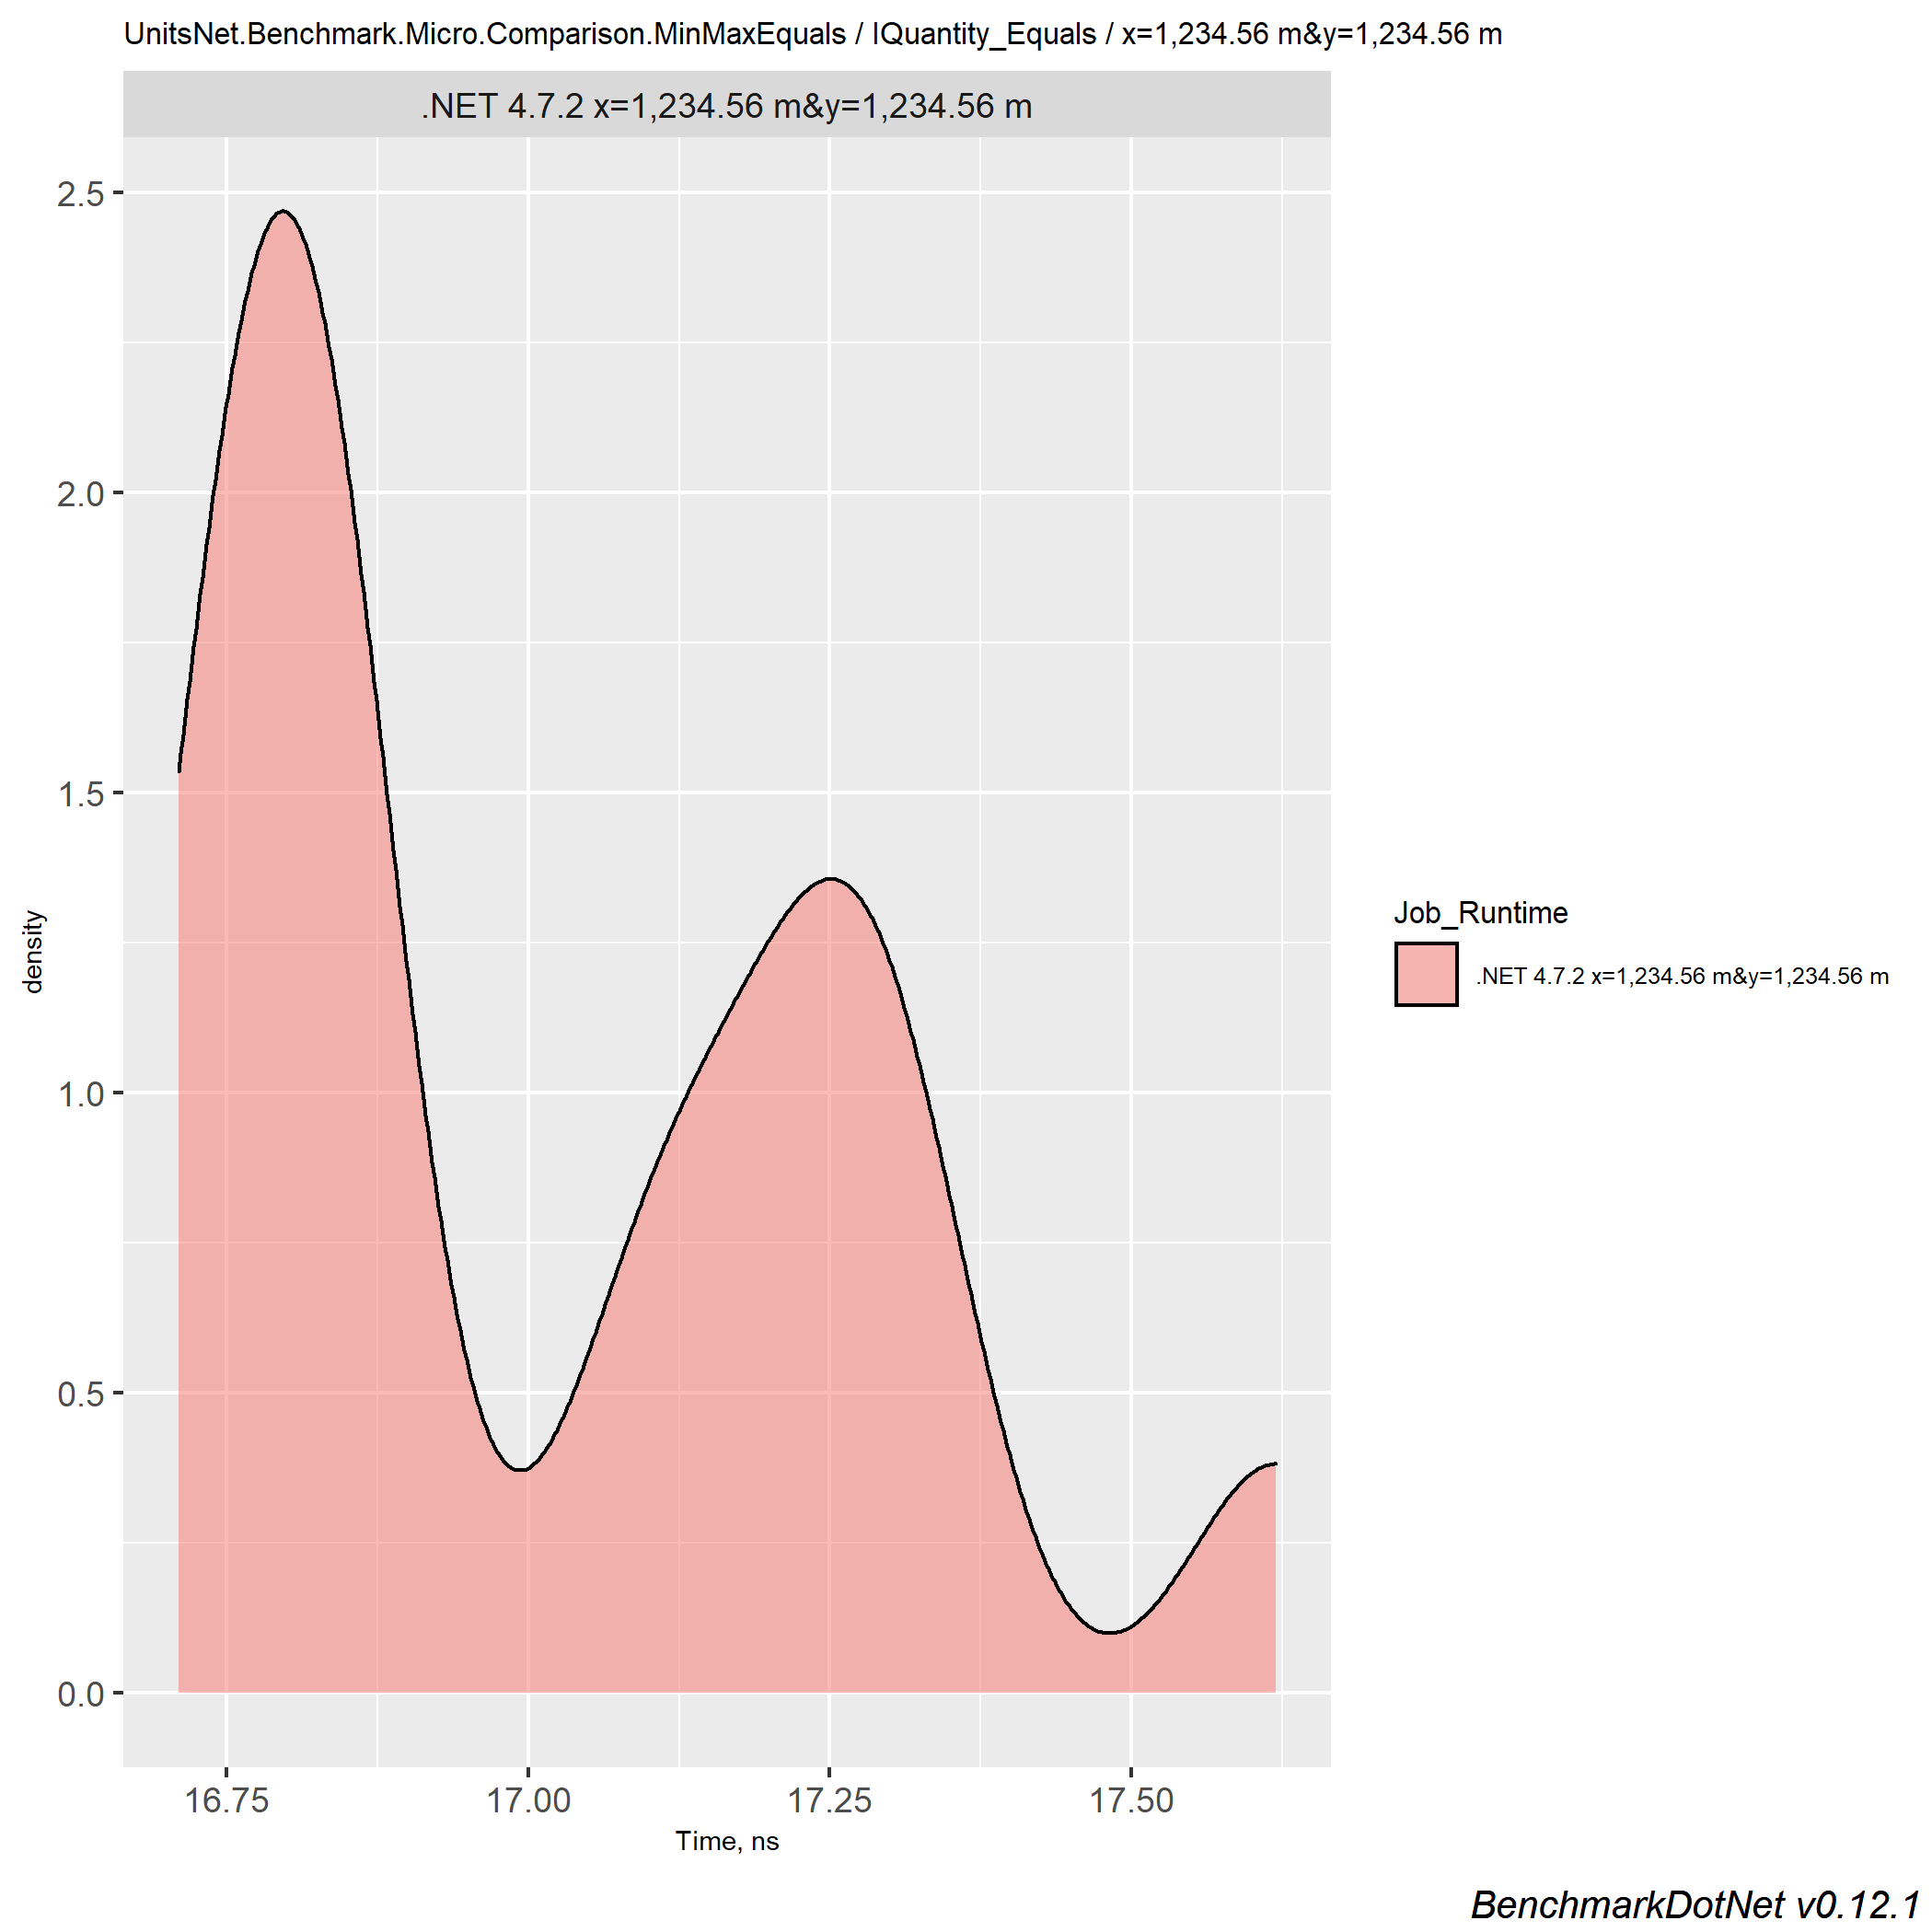 UnitsNet.Benchmark.Micro.Comparison.MinMaxEquals / IQuantity_Equals / x=1,234.56 m&y=1,234.56 m
.NET 4.7.2 x=1,234.56 m&y=1,234.56 m
2.5
2.0
1.5
1.0
0.5
0.0
density
16.75 17.00 17.25 17.50
Time, ns
Job_Runtime
.NET 4.7.2 x=1,234.56 m&y=1,234.56 m
BenchmarkDotNet v0.12.1